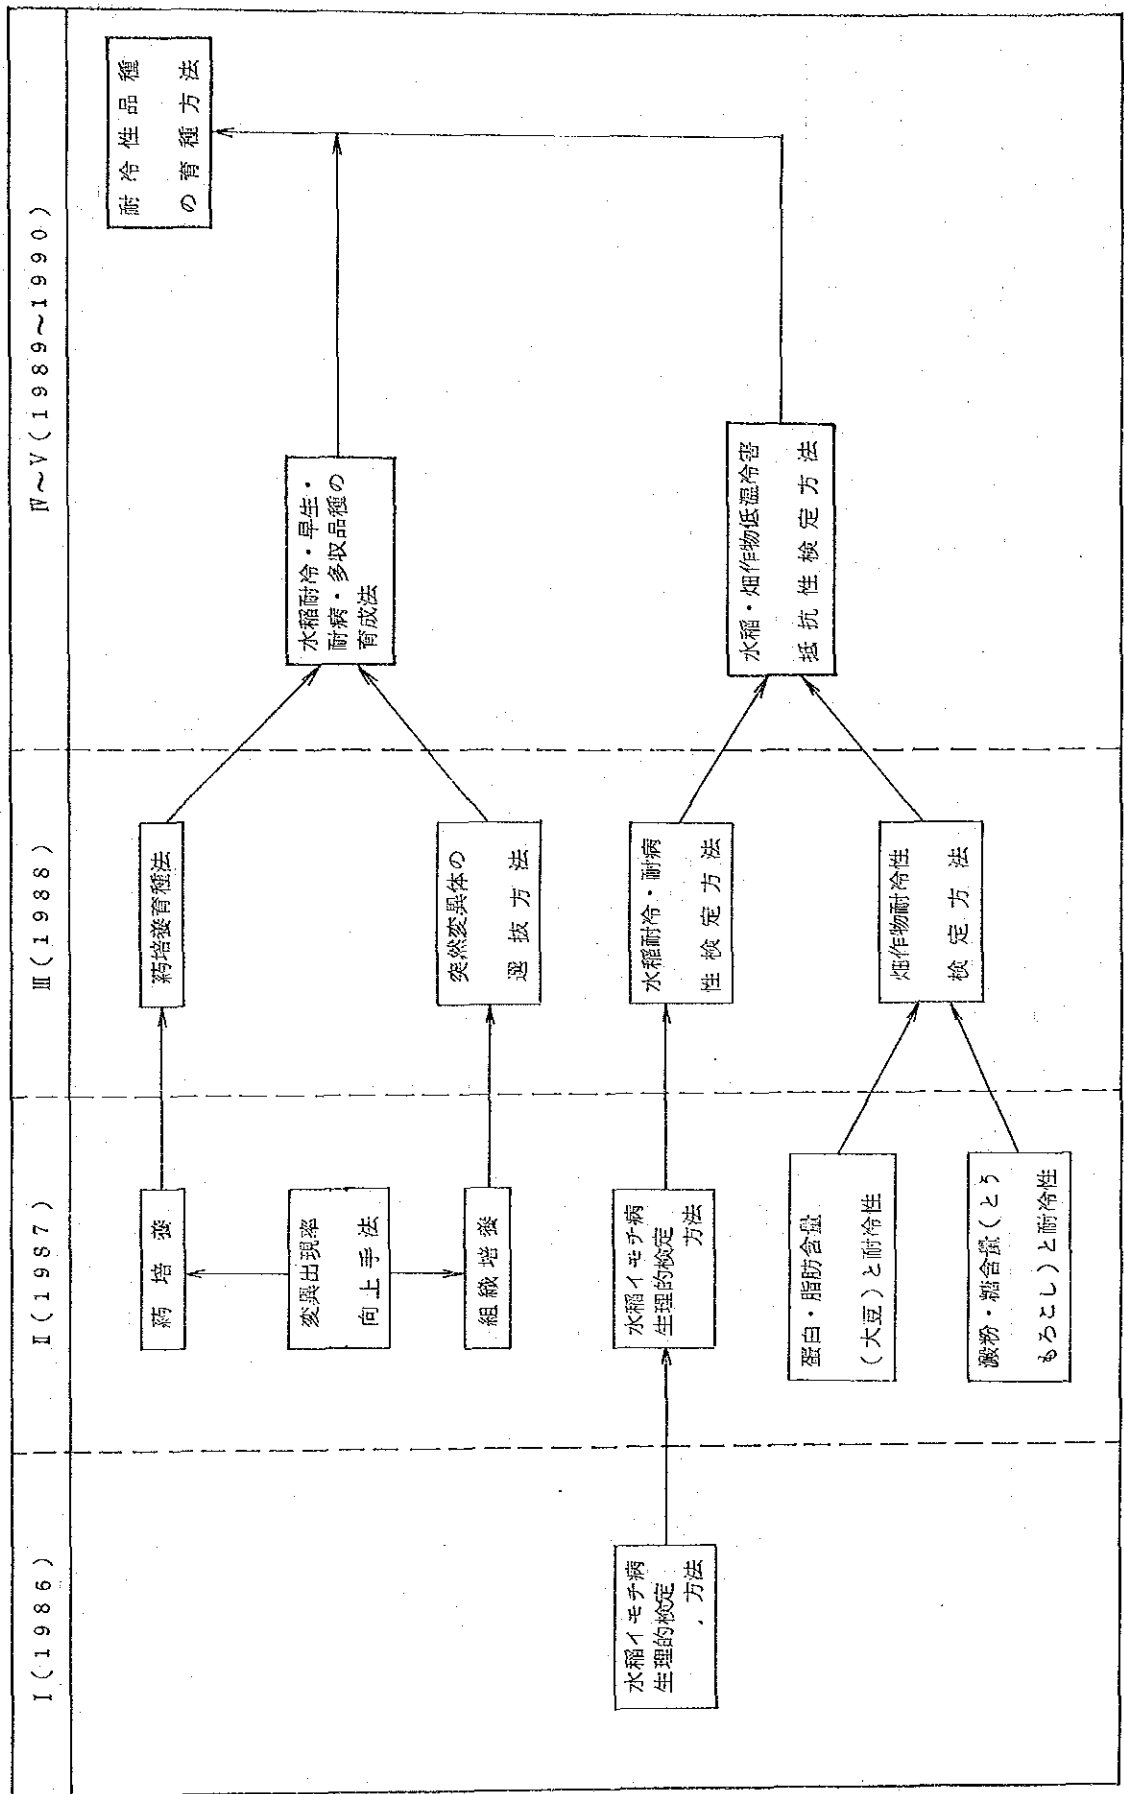 Ⅰ(1986)
Ⅱ(1987)
Ⅲ(1988)
Ⅳ～Ⅴ(1989～1990)
葯培養
葯培養育種法
変異出現率
向上手法
組織培養
突然変異体の
選抜方法
水稲耐冷・早生・
耐病・多収品種の
育成法
耐冷性品種
の育種方法
水稲イモチ病
生理的検定
方法
水稲イモチ病
生理的検定
方法
水稲耐冷・耐病
性検定方法
水稲・畑作物低温冷害
抵抗性検定方法
蛋白・脂肪含量
(大豆)と耐冷性
澱粉・糖含量(とう
もろとし)と耐冷性
畑作物耐冷性
検定方法